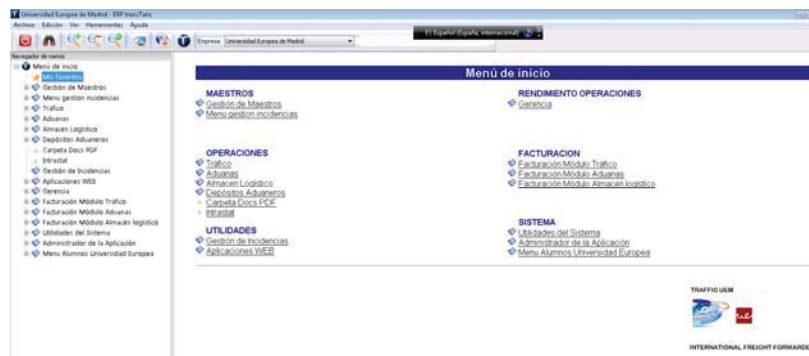 Universidad Europea de Madrid - ERP transTaric
Archivo Edición Ver Herramientas Ayuda
Empresa Universidad Europea de Madrid
Español (España, internacional)
Navegador de menús
Menú de inicio
Mis Favoritos
Gestión de Maestros
Menu gestion incidencias
Tráfico
Aduanas
Almacen Logístico
Depósitos Aduaneros
Carpeta Docs PDF
Intrastat
Gestión de Incidencias
Aplicaciones WEB
Gerencia
Facturación Módulo Tráfico
Facturación Módulo Aduanas
Facturación Módulo Almacén logístico
Utilidades del Sistema
Administrador de la Aplicación
Menu Alumnos Universidad Europea
Menú de inicio
MAESTROS
Gestión de Maestros
Menu gestion incidencias
OPERACIONES
Tráfico
Aduanas
Almacen Logístico
Depósitos Aduaneros
Carpeta Docs PDF
Intrastat
UTILIDADES
Gestión de Incidencias
Aplicaciones WEB
RENDIMIENTO OPERACIONES
Gerencia
FACTURACION
Facturación Módulo Tráfico
Facturación Módulo Aduanas
Facturación Módulo Almacén logístico
SISTEMA
Utilidades del Sistema
Administrador de la Aplicación
Menu Alumnos Universidad Europea
TRAFFIC UEM
ue
INTERNATIONAL FREIGHT FORWARDE